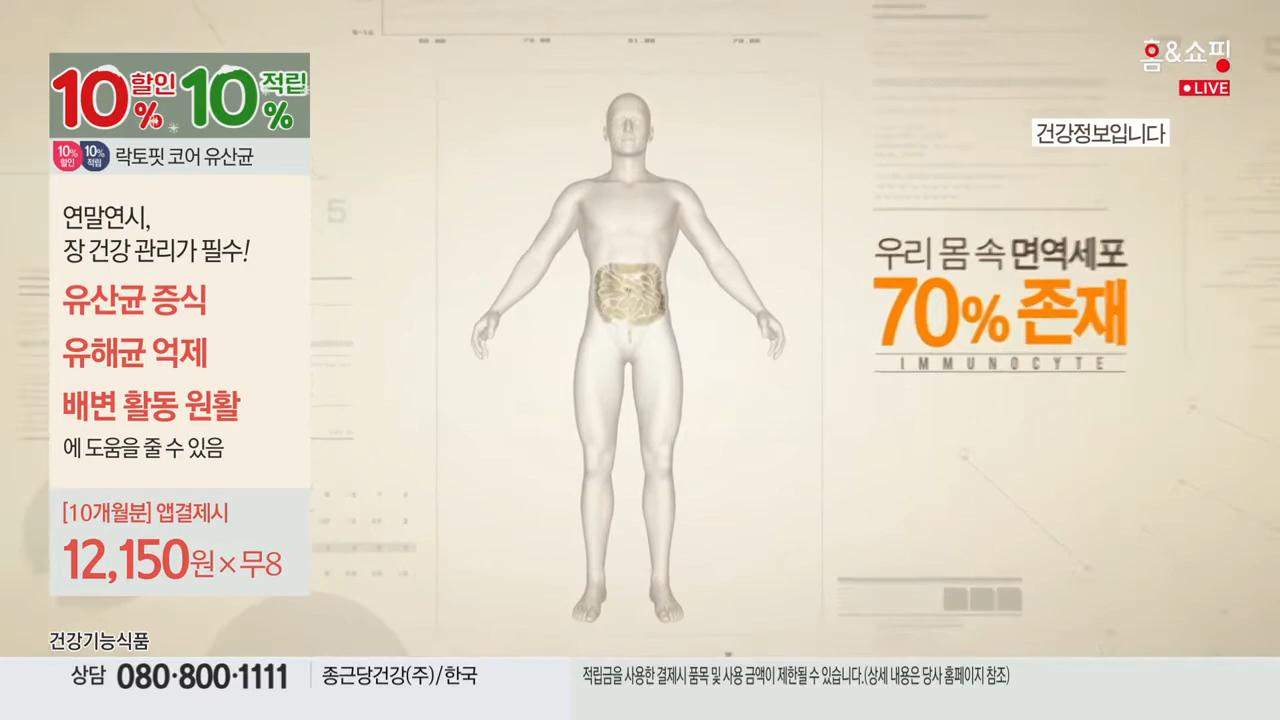 10% 할인 10% 적립
10% 할인 10% 적립 락토핏 코어 유산균
연말연시,
장 건강 관리가 필수!
유산균 증식
유해균 억제
배변 활동 원활
에 도움을 줄 수 있음
[10개월분] 앱결제시
12,150원×무8
건강기능식품
상담 080·800·1111 종근당건강(주)/한국
적립금을 사용한 결제시 품목 및 사용 금액이 제한될 수 있습니다.(상세 내용은 당사 홈페이지 참조)
홈&쇼핑
LIVE
건강정보입니다
우리 몸 속 면역세포
70% 존재
IMMUNOCYTE
5